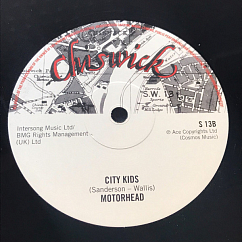 chiswick
Intersong Music Ltd/
BMG Rights Management
(UK) Ltd
S 13B
℗ Ace Copyrights Ltd
(Cosmos Music)
CITY KIDS
(Sanderson - Wallis)
MOTORHEAD